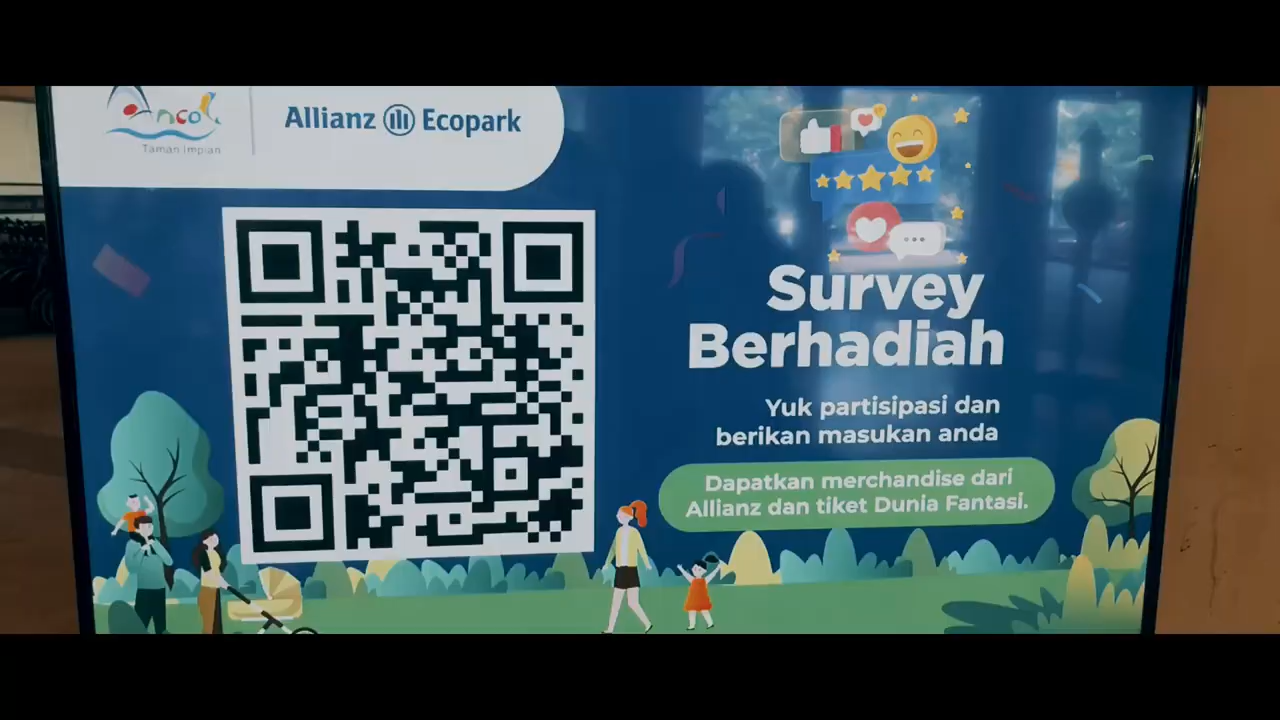 Ancol
Taman Impian
Allianz Ecopark
Survey
Berhadiah
Yuk partisipasi dan
berikan masukan anda
Dapatkan merchandise dari
Allianz dan tiket Dunia Fantasi.